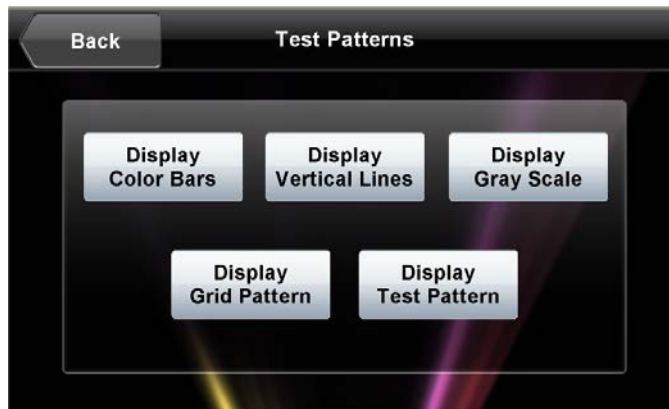 Back
Test Patterns
Display
Color Bars
Display
Vertical Lines
Display
Gray Scale
Display
Grid Pattern
Display
Test Pattern